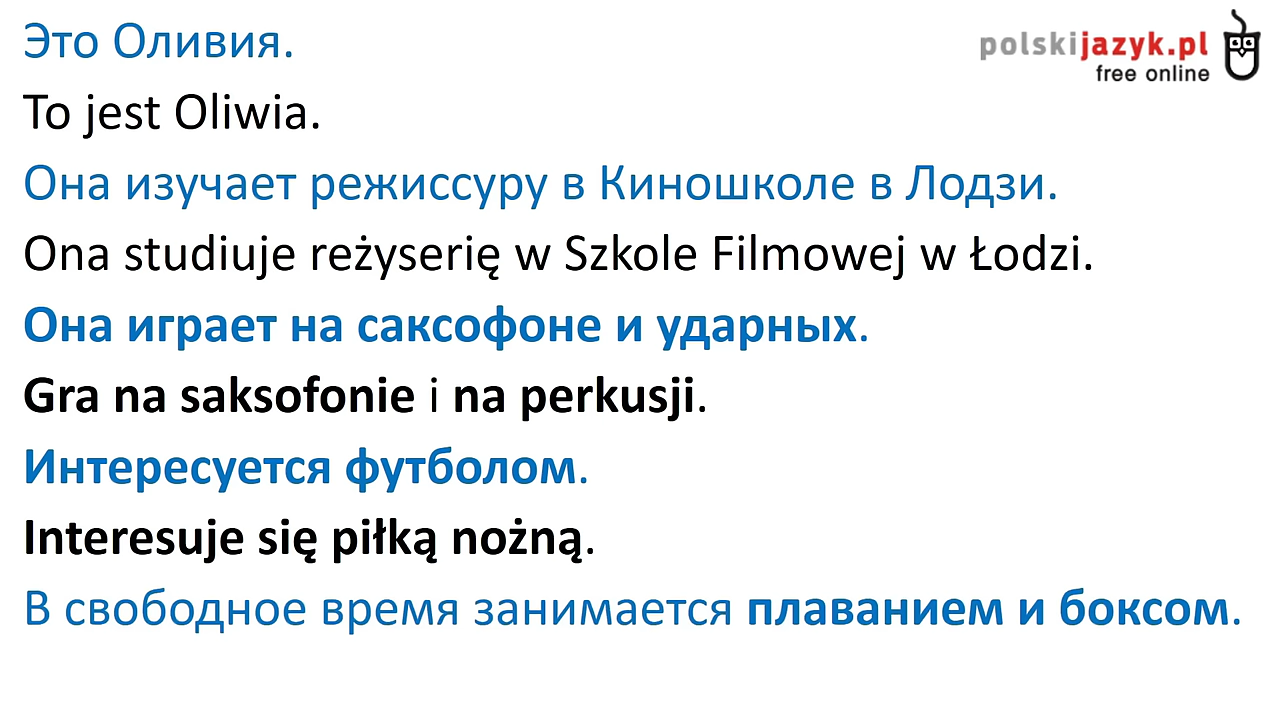 Это Оливия.
polskijazyk.pl
free online
To jest Oliwia.
Она изучает режиссуру в Киношколе в Лодзи.
Ona studiuje reżyserię w Szkole Filmowej w Łodzi.
Она играет на саксофоне и ударных.
Gra na saksofonie i na perkusji.
Интересуется футболом.
Interesuje się piłką nożną.
В свободное время занимается плаванием и боксом.